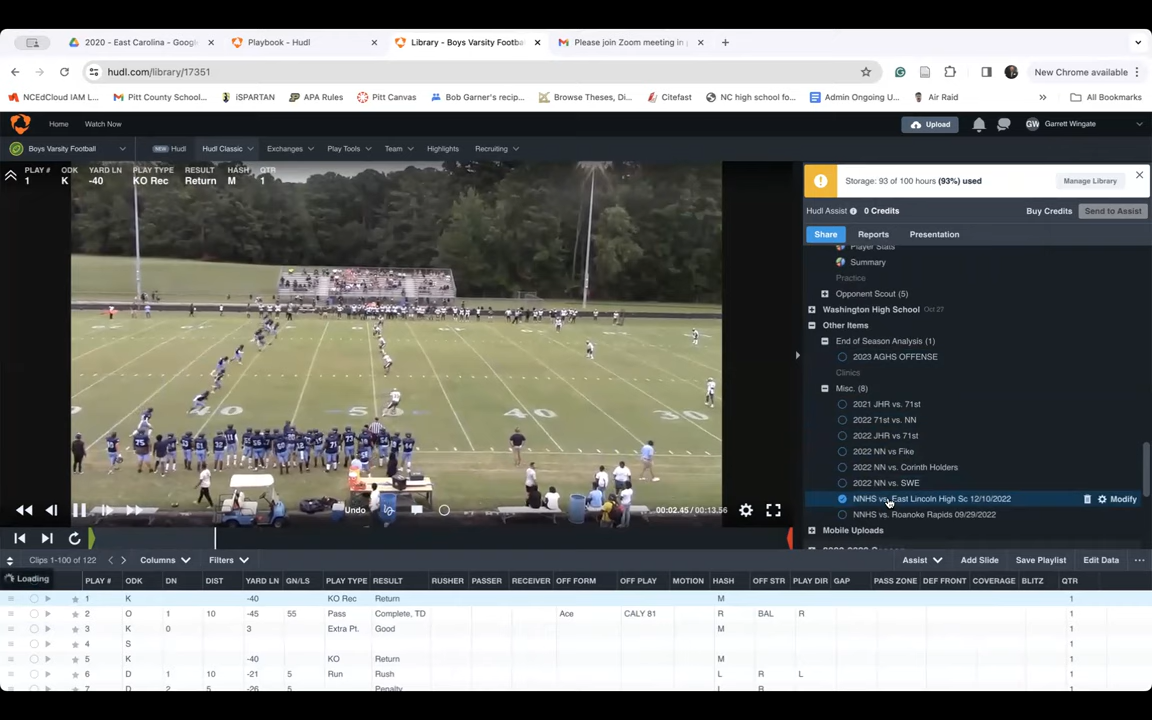 2020 - East Carolina - Google
Playbook - Hudl
Library - Boys Varsity Footba
Please join Zoom meeting in
hudl.com/library/17351
New Chrome available
NCEdCloud IAM L... Pitt County School... iSPARTAN APA Rules Pitt Canvas Bob Garner's recip... Browse Theses, Di... Citefast NC high school fo... Admin Ongoing U... Air Raid All Bookmarks
Home Watch Now Upload GW Garrett Wingate
Boys Varsity Football NEW Hudl Hudl Classic Exchanges Play Tools Team Highlights Recruiting
PLAY # ODK YARD LN PLAY TYPE RESULT HASH QTR
1 K -40 KO Rec Return M 1
Storage: 93 of 100 hours (93%) used Manage Library
Hudl Assist 0 Credits Buy Credits Send to Assist
Share Reports Presentation
Player Stats
Summary
Practice
Opponent Scout (5)
Washington High School Oct 27
Other Items
End of Season Analysis (1)
2023 AGHS OFFENSE
Clinics
Misc. (8)
2021 JHR vs. 71st
2022 71st vs. NN
2022 JHR vs 71st
2022 NN vs Fike
2022 NN vs. Corinth Holders
2022 NN vs. SWE
NNHS vs. East Lincoln High Sc 12/10/2022 Modify
NNHS vs. Roanoke Rapids 09/29/2022
Mobile Uploads
Undo 00:02.45 / 00:13.56
Clips 1-100 of 122 Columns Filters Assist Add Slide Save Playlist Edit Data
Loading PLAY # ODK DN DIST YARD LN GN/LS PLAY TYPE RESULT RUSHER PASSER RECEIVER OFF FORM OFF PLAY MOTION HASH OFF STR PLAY DIR GAP PASS ZONE DEF FRONT COVERAGE BLITZ QTR
1 K -40 KO Rec Return M 1
2 O 1 10 -45 55 Pass Complete, TD Ace CALY 81 R BAL R 1
3 K 0 3 Extra Pt. Good M 1
4 S 1
5 K -40 KO Return M 1
6 D 1 10 -21 5 Run Rush L R L 1
7 D 2 5 -26 5 Penalty L R 1